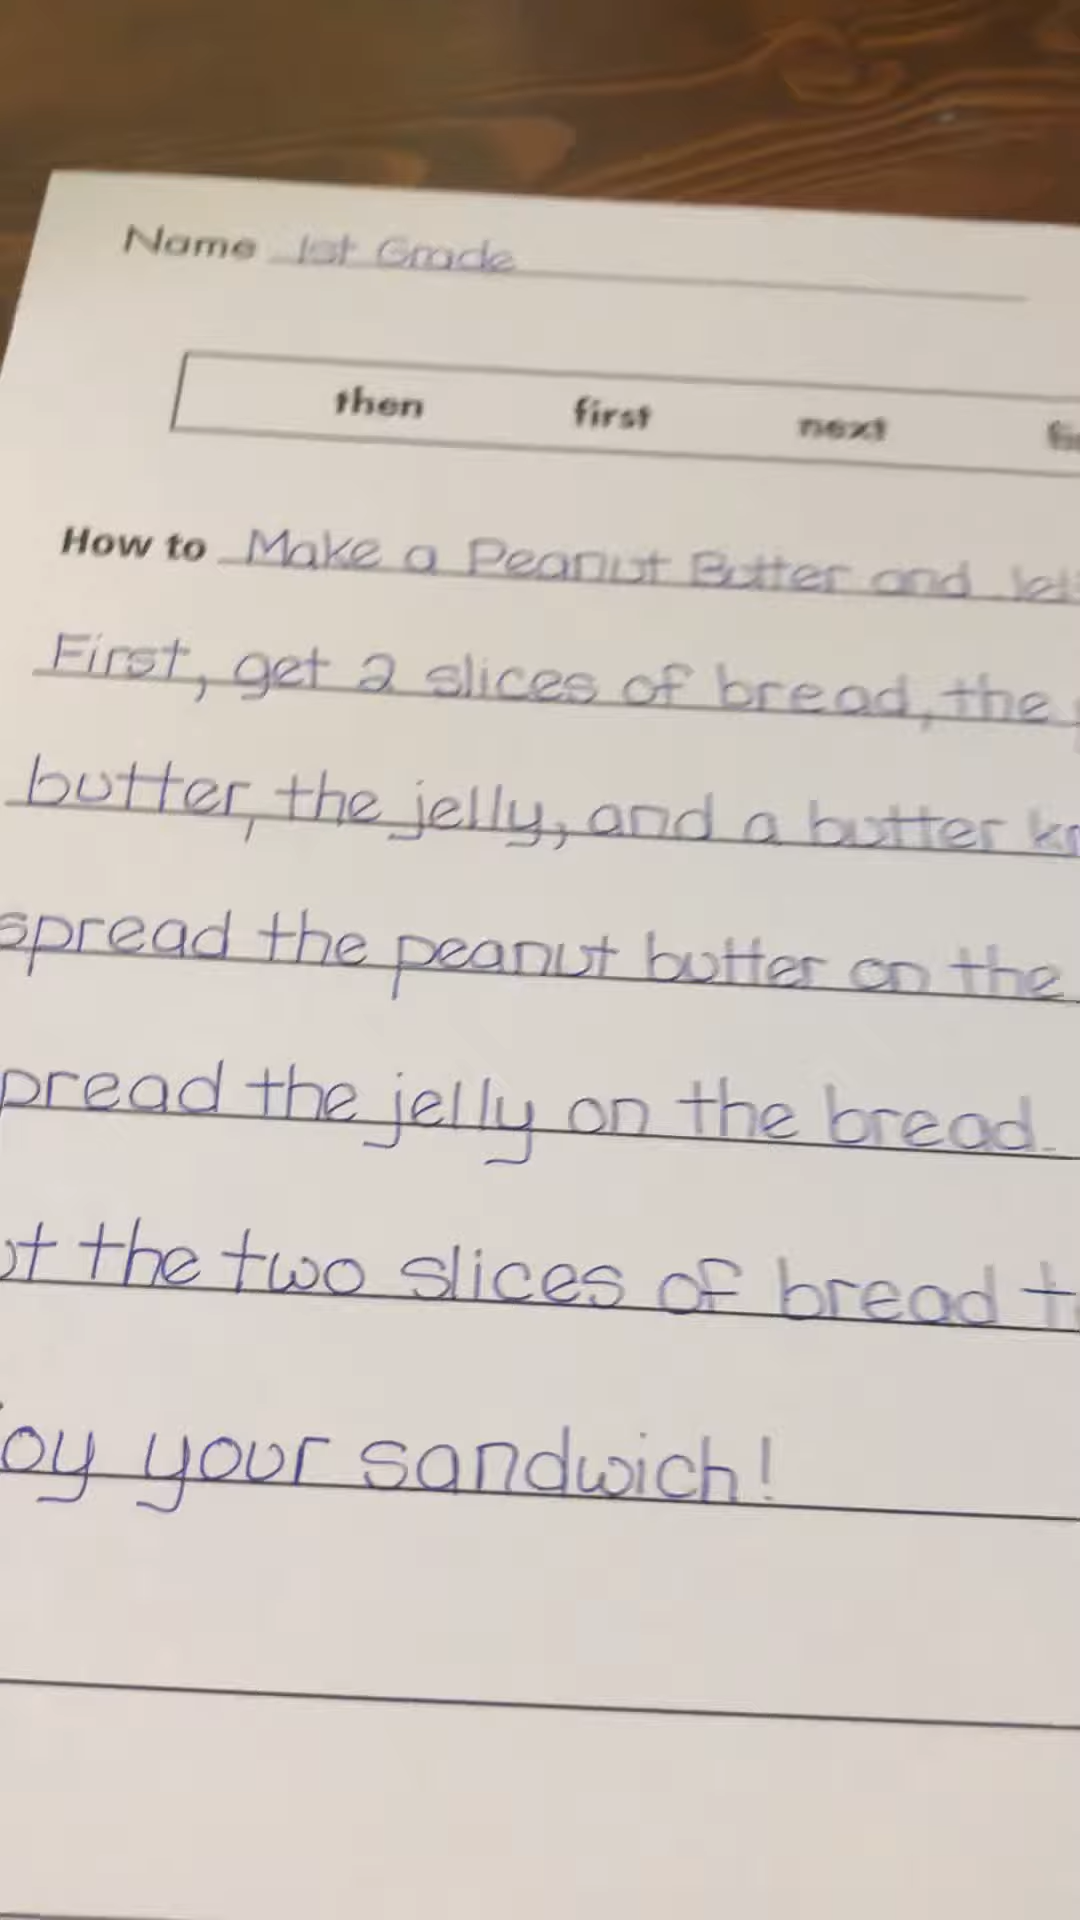 Name 1st Grade
then first next
How to Make a Peanut Butter and
First, get 2 slices of bread, the
butter, the jelly, and a butter
spread the peanut butter on the
pread the jelly on the bread.
the two slices of bread
oy your sandwich!